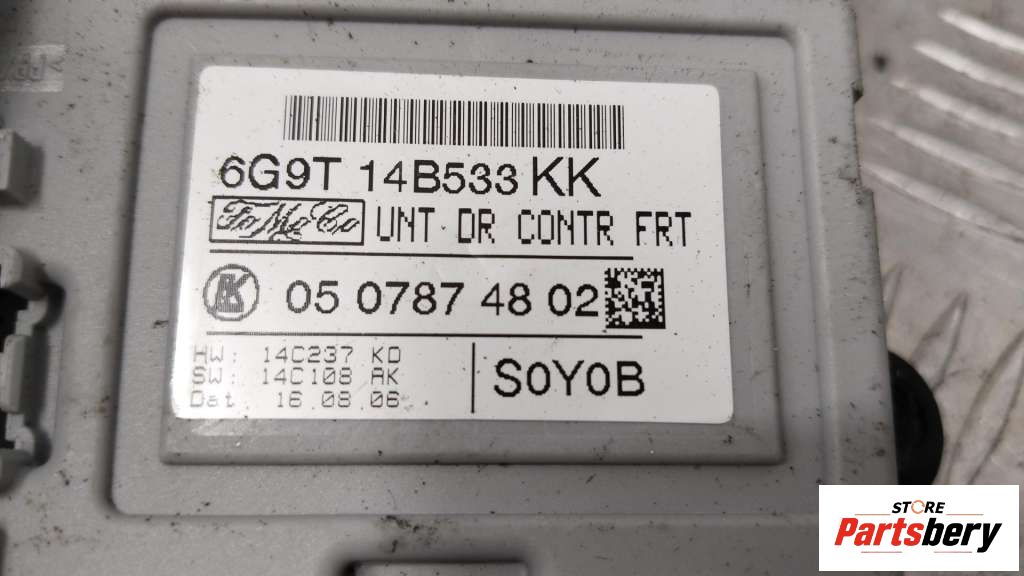 6G9T 14B533 KK
FoMoCo UNT DR CONTR FRT
05 0787 48 02
HW: 14C237 KD
SW: 14C108 AK
Dat. 16.08.06
S0Y0B
STORE
Partsbery